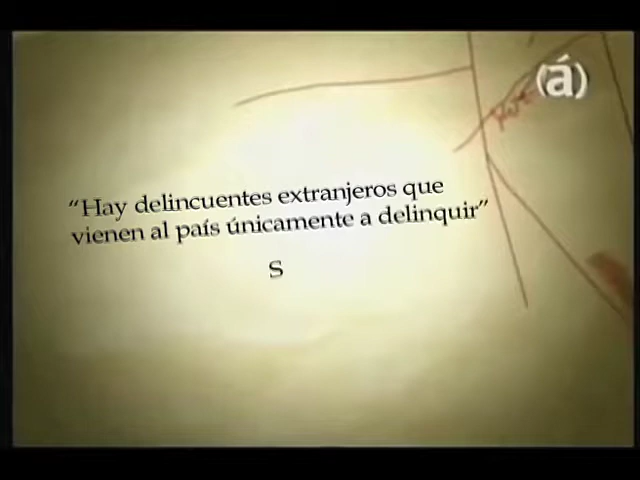 (á)
“Hay delincuentes extranjeros que
vienen al país únicamente a delinquir”
S